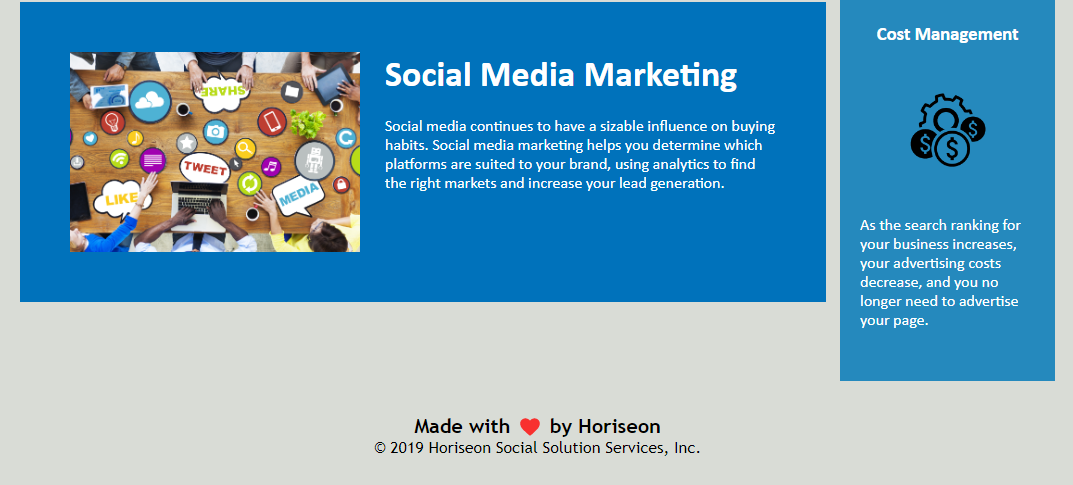 Social Media Marketing
Social media continues to have a sizable influence on buying
habits. Social media marketing helps you determine which
platforms are suited to your brand, using analytics to find
the right markets and increase your lead generation.
SHARE
TWEET
LIKE
MEDIA
Cost Management
$ $ $
As the search ranking for
your business increases,
your advertising costs
decrease, and you no
longer need to advertise
your page.
Made with ❤️ by Horiseon
© 2019 Horiseon Social Solution Services, Inc.